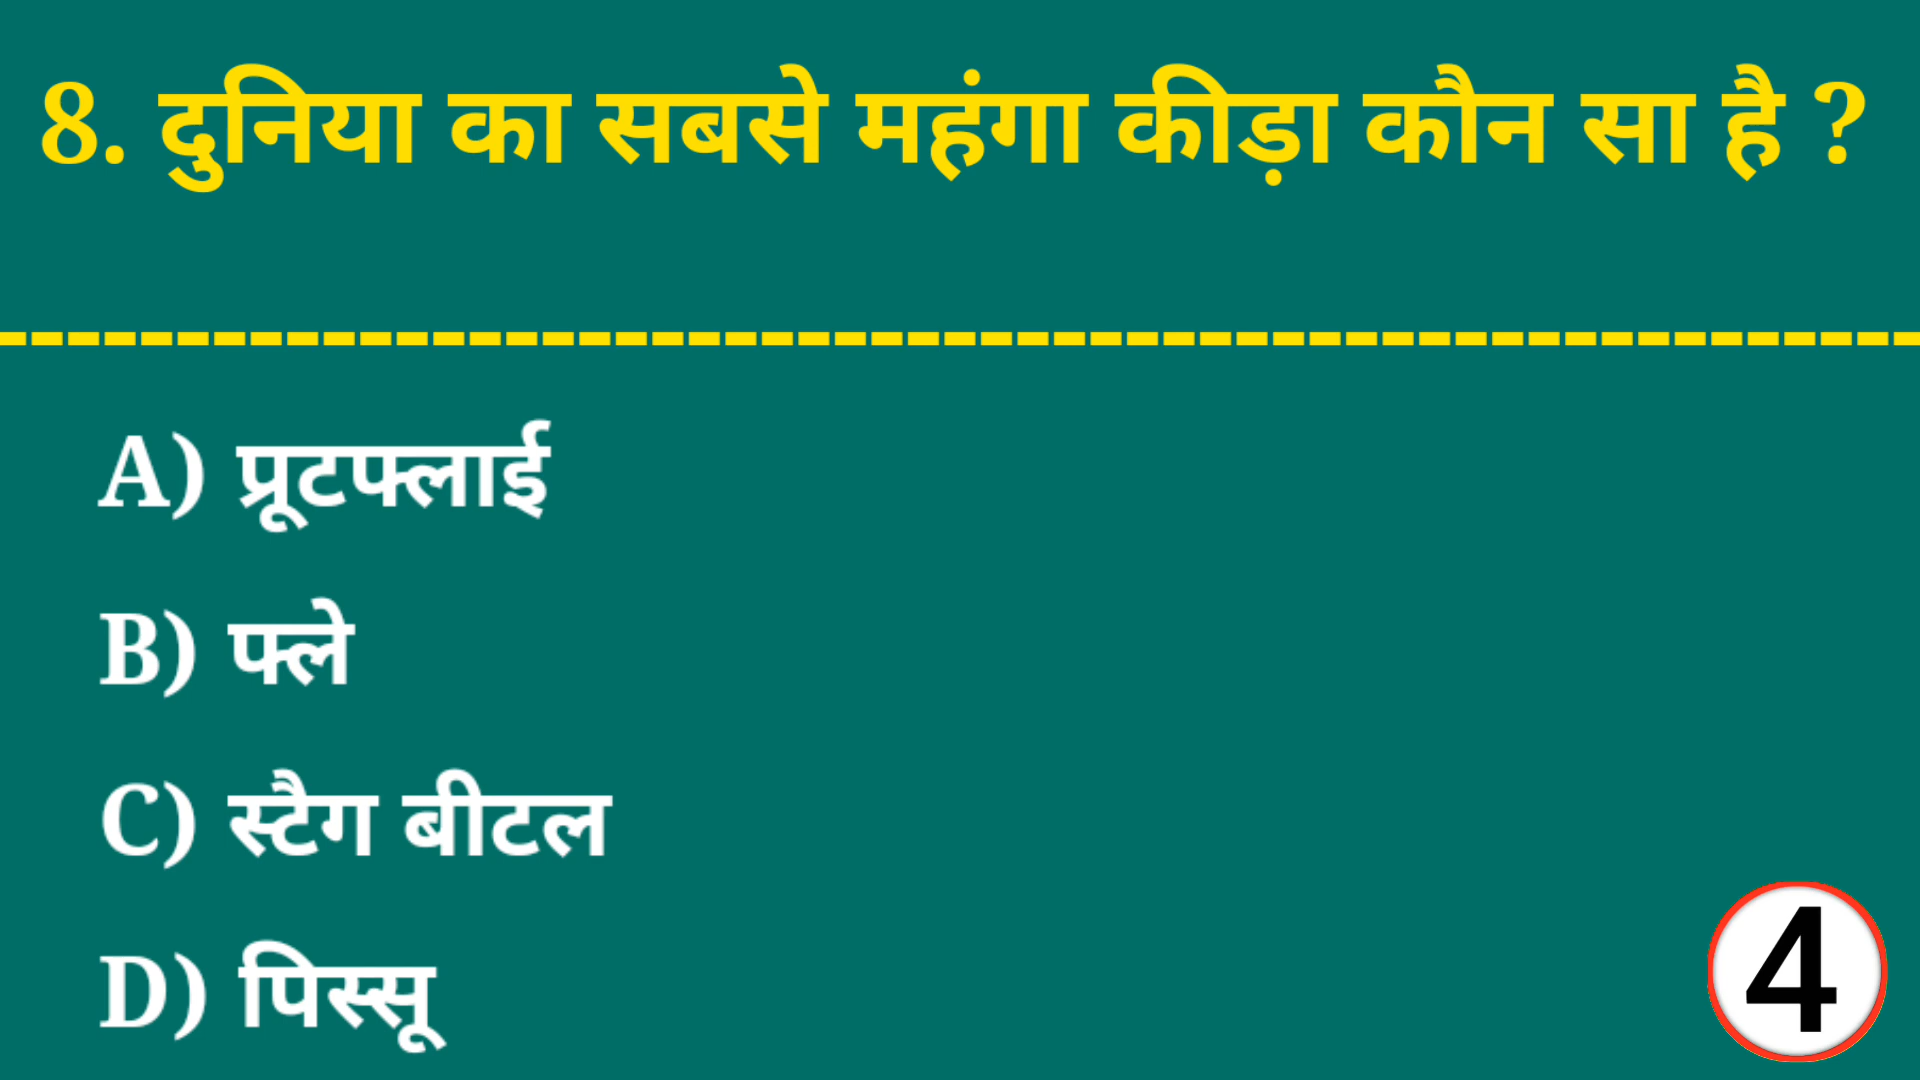 8. दुनिया का सबसे महंगा कीड़ा कौन सा है ?
A) प्रूटफ्लाई
B) फ्ले
C) स्टैग बीटल
D) पिस्सू
4